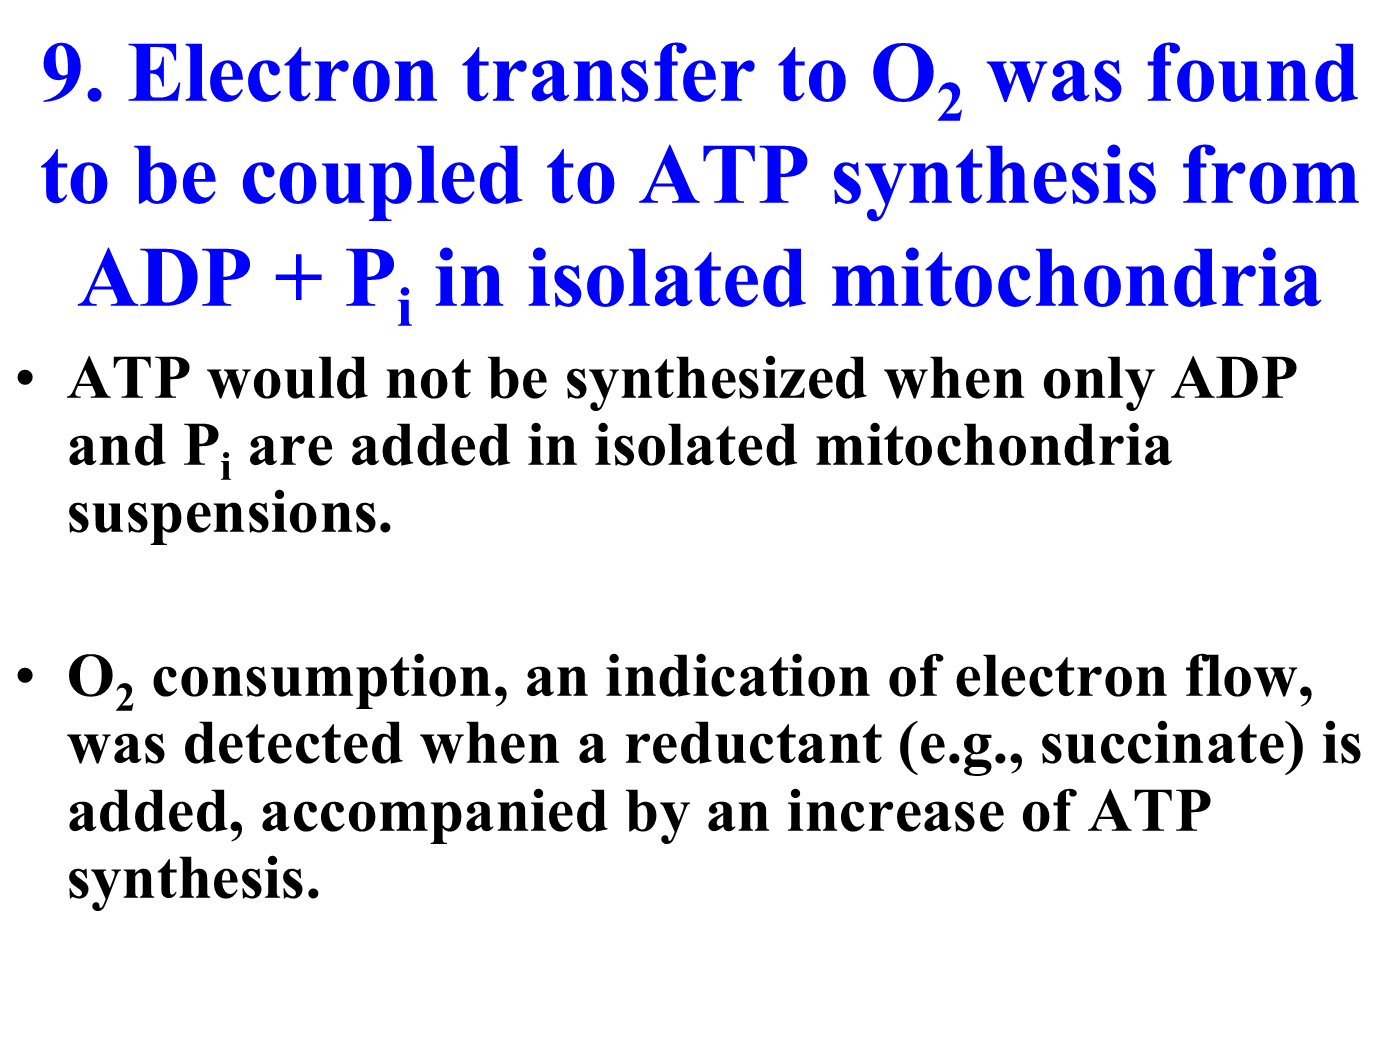 9. Electron transfer to O₂ was found
to be coupled to ATP synthesis from
ADP + Pᵢ in isolated mitochondria
• ATP would not be synthesized when only ADP
and Pᵢ are added in isolated mitochondria
suspensions.
• O₂ consumption, an indication of electron flow,
was detected when a reductant (e.g., succinate) is
added, accompanied by an increase of ATP
synthesis.